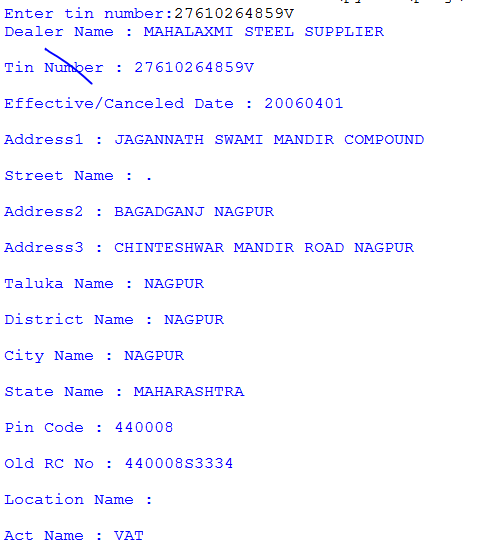 Enter tin number:27610264859V
Dealer Name : MAHALAXMI STEEL SUPPLIER
Tin Number : 27610264859V
Effective/Canceled Date : 20060401
Address1 : JAGANNATH SWAMI MANDIR COMPOUND
Street Name : .
Address2 : BAGADGANJ NAGPUR
Address3 : CHINTESHWAR MANDIR ROAD NAGPUR
Taluka Name : NAGPUR
District Name : NAGPUR
City Name : NAGPUR
State Name : MAHARASHTRA
Pin Code : 440008
Old RC No : 440008S3334
Location Name :
Act Name : VAT